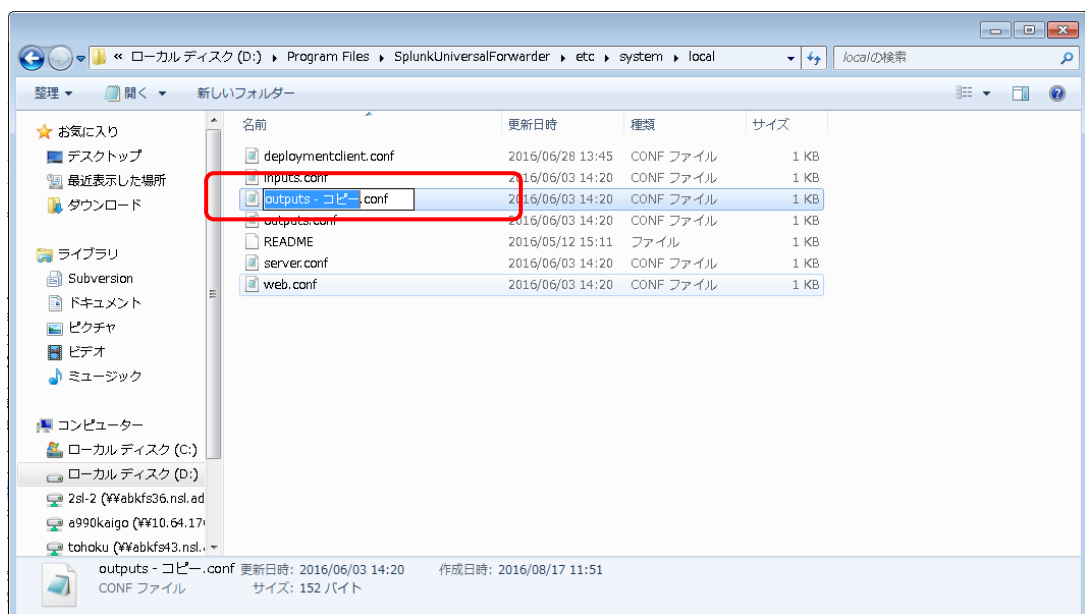 « ローカル ディスク (D:) ▸ Program Files ▸ SplunkUniversalForwarder ▸ etc ▸ system ▸ local
localの検索
整理 開く 新しいフォルダー
お気に入り
デスクトップ
最近表示した場所
ダウンロード
ライブラリ
Subversion
ドキュメント
ピクチャ
ビデオ
ミュージック
コンピューター
ローカル ディスク (C:)
ローカル ディスク (D:)
2sl-2 (¥¥abkfs36.nsl.ad
a990kaigo (¥¥10.64.17
tohoku (¥¥abkfs43.nsl.
名前 更新日時 種類 サイズ
deploymentclient.conf 2016/06/28 13:45 CONF ファイル 1 KB
inputs.conf 2016/06/03 14:20 CONF ファイル 1 KB
outputs - コピー.conf 2016/06/03 14:20 CONF ファイル 1 KB
outputs.conf 2016/06/03 14:20 CONF ファイル 1 KB
README 2016/05/12 15:11 ファイル 1 KB
server.conf 2016/06/03 14:20 CONF ファイル 1 KB
web.conf 2016/06/03 14:20 CONF ファイル 1 KB
outputs - コピー.conf 更新日時: 2016/06/03 14:20 作成日時: 2016/08/17 11:51
CONF ファイル サイズ: 152 バイト